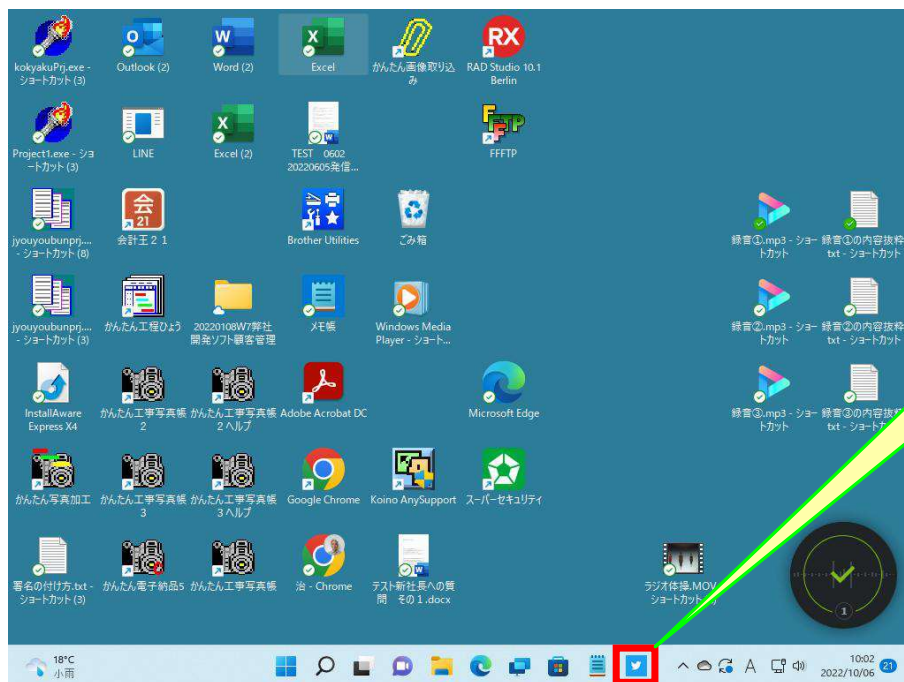 kokyakuPrj.exe -
ショートカット (3)
Outlook (2)
Word (2)
Excel
かんたん画像取り込
み
RX
RAD Studio 10.1
Berlin
Project1.exe - ショ
ートカット (3)
LINE
Excel (2)
TEST 0602
20220605発信...
FFFTP
jyouyoubunprj....
- ショートカット (8)
会
21
会計王21
Brother Utilities
ごみ箱
録音①.mp3 - ショー
トカット
録音①の内容抜粋
txt - ショートカット
jyouyoubunprj....
- ショートカット (3)
かんたん工程ひょう
20220108W7弊社
開発ソフト顧客管理
メモ帳
Windows Media
Player - ショート...
録音②.mp3 - ショー
トカット
録音②の内容抜粋
txt - ショートカット
InstallAware
Express X4
かんたん工事写真帳
2
かんたん工事写真帳
2ヘルプ
Adobe Acrobat DC
Microsoft Edge
録音③.mp3 - ショー
トカット
録音③の内容抜粋
txt - ショートカット
かんたん写真加工
かんたん工事写真帳
3
かんたん工事写真帳
3ヘルプ
Google Chrome
Koino AnySupport
スーパーセキュリティ
署名の付け方.txt -
ショートカット (3)
かんたん電子納品5
かんたん工事写真帳
治 - Chrome
テスト新社長への質
問 その1.docx
ラジオ体操.MOV -
ショートカット
1
18°C
小雨
A
10:02
2022/10/06
21